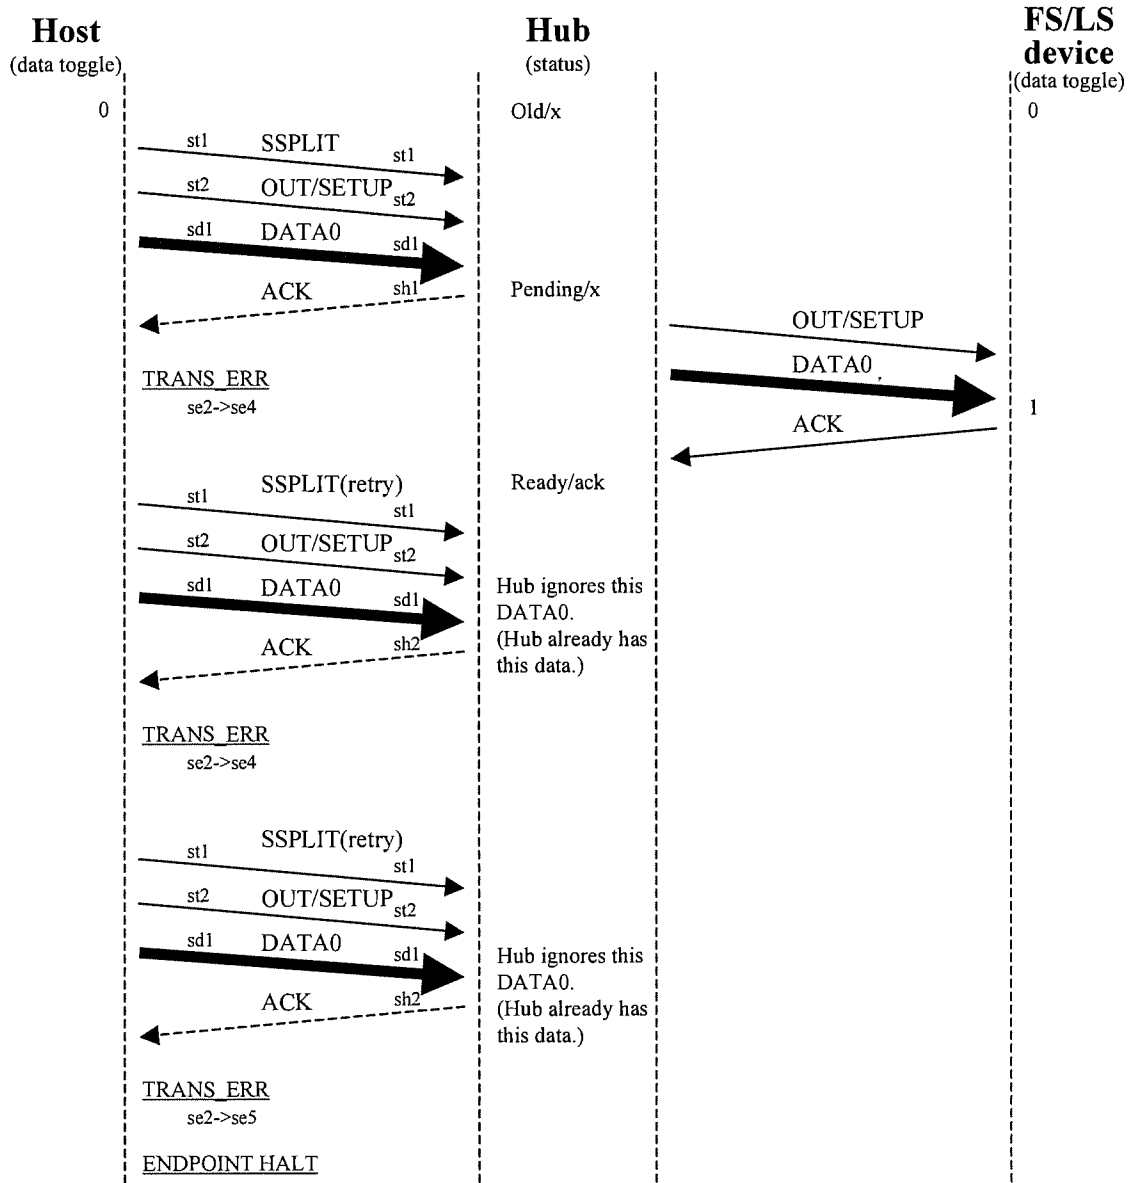 Host
(data toggle)
Hub
(status)
FS/LS
device
(data toggle)
0
Old/x
0
st1 SSPLIT st1
st2 OUT/SETUP st2
sd1 DATA0 sd1
ACK sh1
Pending/x
OUT/SETUP
DATA0
1
ACK
TRANS_ERR
se2->se4
Ready/ack
SSPLIT(retry)
st1 st1
st2 OUT/SETUP st2
sd1 DATA0 sd1
ACK sh2
Hub ignores this
DATA0.
(Hub already has
this data.)
TRANS_ERR
se2->se4
SSPLIT(retry)
st1 st1
st2 OUT/SETUP st2
sd1 DATA0 sd1
ACK sh2
Hub ignores this
DATA0.
(Hub already has
this data.)
TRANS_ERR
se2->se5
ENDPOINT HALT